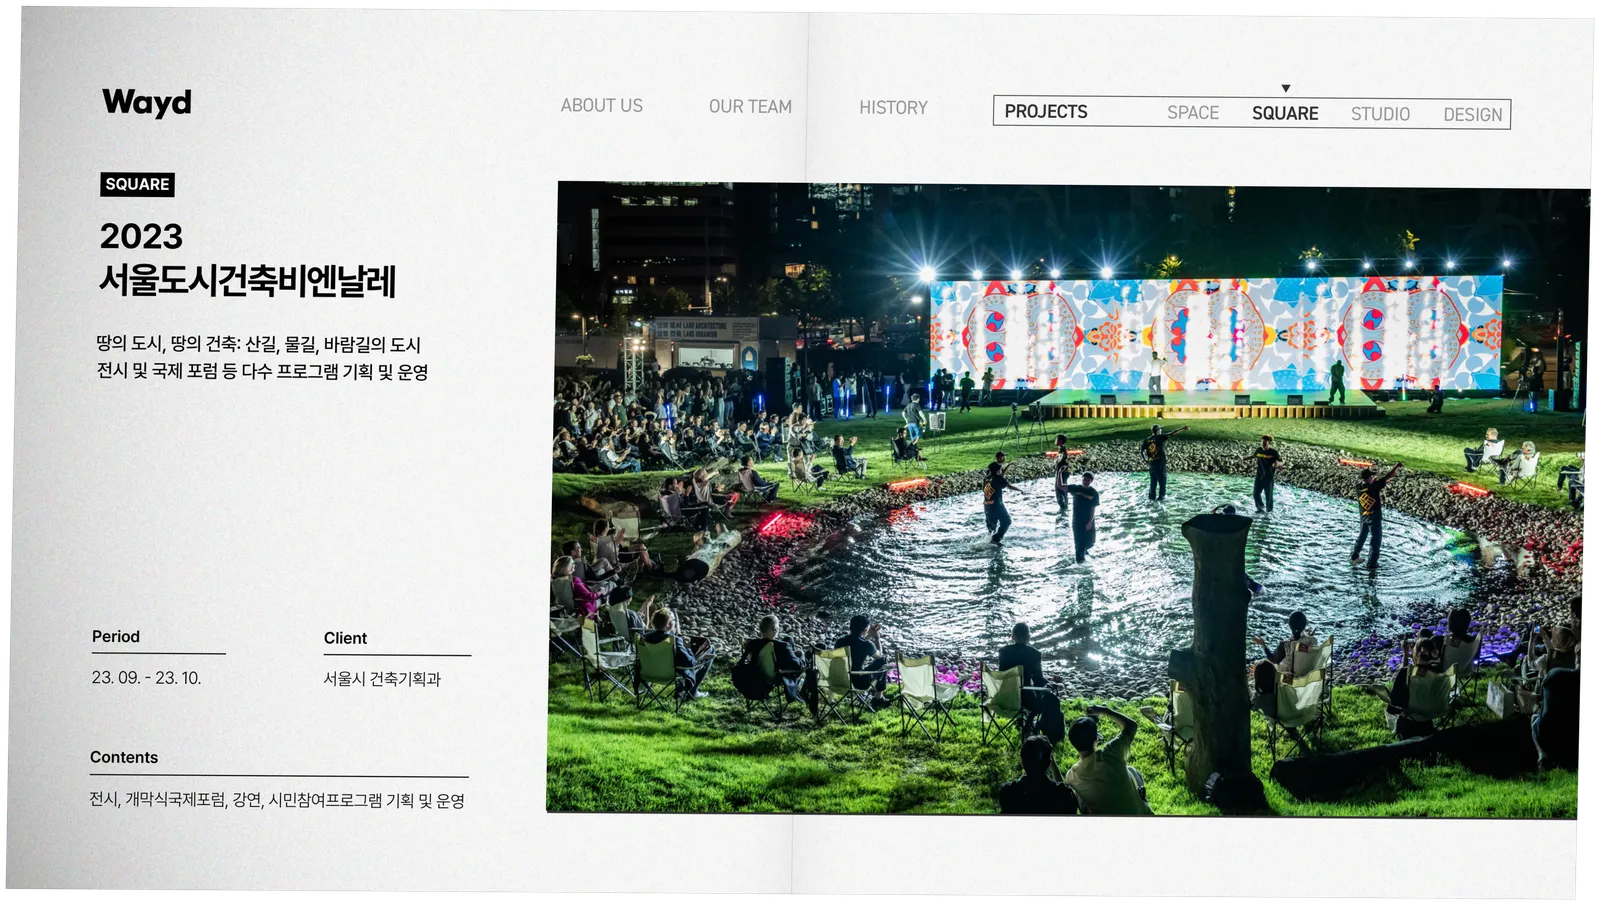 Wayd
ABOUT US
OUR TEAM
HISTORY
PROJECTS
SPACE
SQUARE
STUDIO
DESIGN
SQUARE
2023
서울도시건축비엔날레
땅의 도시, 땅의 건축: 산길, 물길, 바람길의 도시
전시 및 국제 포럼 등 다수 프로그램 기획 및 운영
LAND ARCHITECTURE
Period
23. 09. - 23. 10.
Client
서울시 건축기획과
Contents
전시, 개막식국제포럼, 강연, 시민참여프로그램 기획 및 운영